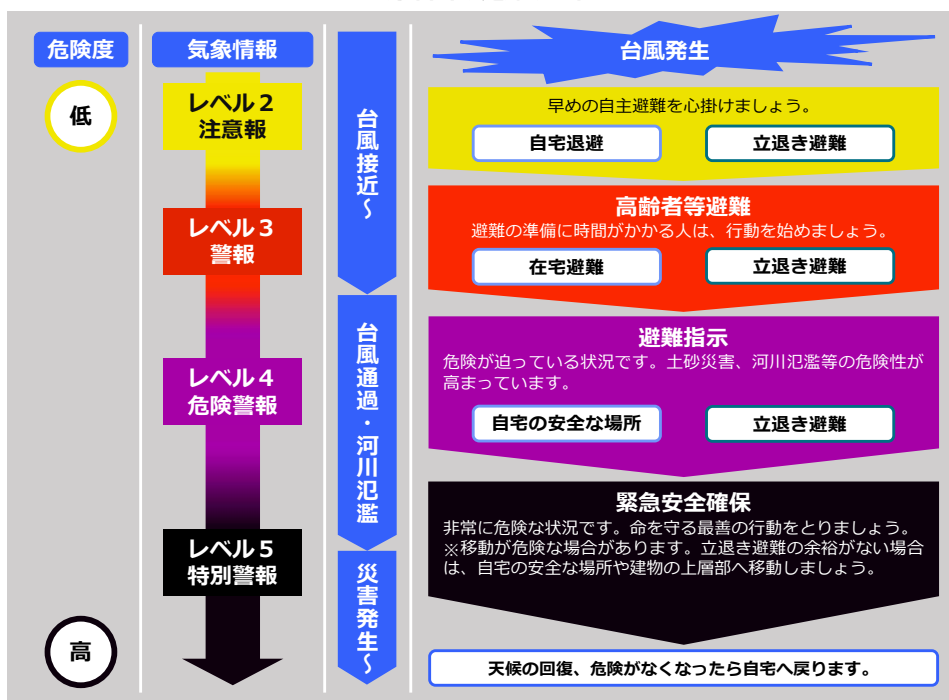 危険度
気象情報
台風発生
低
レベル2
注意報
台風接近～
早めの自主避難を心掛けましょう。
自宅退避
立退き避難
レベル3
警報
高齢者等避難
避難の準備に時間がかかる人は、行動を始めましょう。
在宅避難
立退き避難
レベル4
危険警報
台風通過・河川氾濫
避難指示
危険が迫っている状況です。土砂災害、河川氾濫等の危険性が
高まっています。
自宅の安全な場所
立退き避難
レベル5
特別警報
災害発生～
緊急安全確保
非常に危険な状況です。命を守る最善の行動をとりましょう。
※移動が危険な場合があります。立退き避難の余裕がない場合
は、自宅の安全な場所や建物の上層部へ移動しましょう。
高
天候の回復、危険がなくなったら自宅へ戻ります。